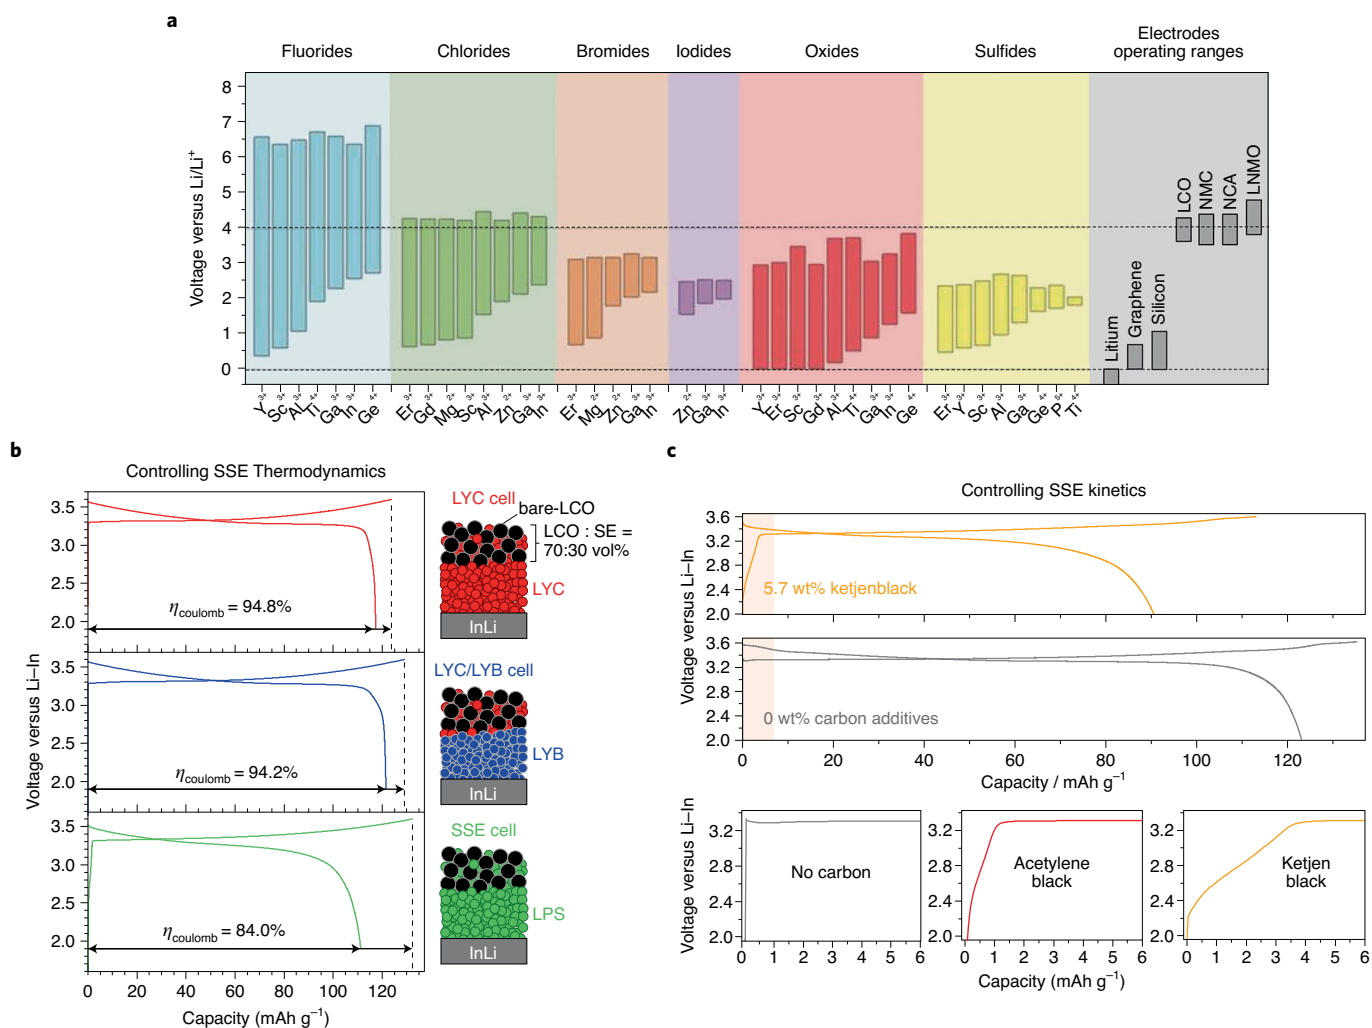 a
Fluorides
Chlorides
Bromides
Iodides
Oxides
Sulfides
Electrodes
operating ranges
Voltage versus Li/Li⁺
8
7
6
5
4
3
2
1
0
LCO
NMC
NCA
LNMO
Litium
Graphene
Silicon
Y³⁺ Sc³⁺ Al³⁺ Ti⁴⁺ Ga³⁺ In³⁺ Ge⁴⁺
Er³⁺ Gd³⁺ Mg²⁺ Sc³⁺ Al³⁺ Zn²⁺ Ga³⁺ In³⁺
Er³⁺ Mg²⁺ Zn²⁺ Ga³⁺ In³⁺
Zn²⁺ Ga³⁺ In³⁺
Y³⁺ Er³⁺ Sc³⁺ Gd³⁺ Al³⁺ Ti⁴⁺ Ga³⁺ In³⁺ Ge⁴⁺
Er³⁺ Y³⁺ Sc³⁺ Al³⁺ Ga³⁺ Ge⁴⁺ P⁵⁺ Ti⁴⁺
b
Controlling SSE Thermodynamics
Voltage versus Li–In
3.5
3.0
2.5
2.0
η coulomb = 94.8%
LYC cell
bare-LCO
LCO : SE =
70:30 vol%
LYC
InLi
3.5
3.0
2.5
2.0
η coulomb = 94.2%
LYC/LYB cell
LYB
InLi
3.5
3.0
2.5
2.0
η coulomb = 84.0%
SSE cell
LPS
InLi
0 20 40 60 80 100 120
Capacity (mAh g⁻¹)
c
Controlling SSE kinetics
Voltage versus Li–In
3.6
3.2
2.8
2.4
2.0
5.7 wt% ketjenblack
3.6
3.2
2.8
2.4
2.0
0 wt% carbon additives
0 20 40 60 80 100 120
Capacity / mAh g⁻¹
Voltage versus Li–In
3.2
2.8
2.4
2.0
No carbon
0 1 2 3 4 5 6
3.2
2.8
2.4
2.0
Acetylene
black
0 1 2 3 4 5 6
3.2
2.8
2.4
2.0
Ketjen
black
0 1 2 3 4 5 6
Capacity (mAh g⁻¹)